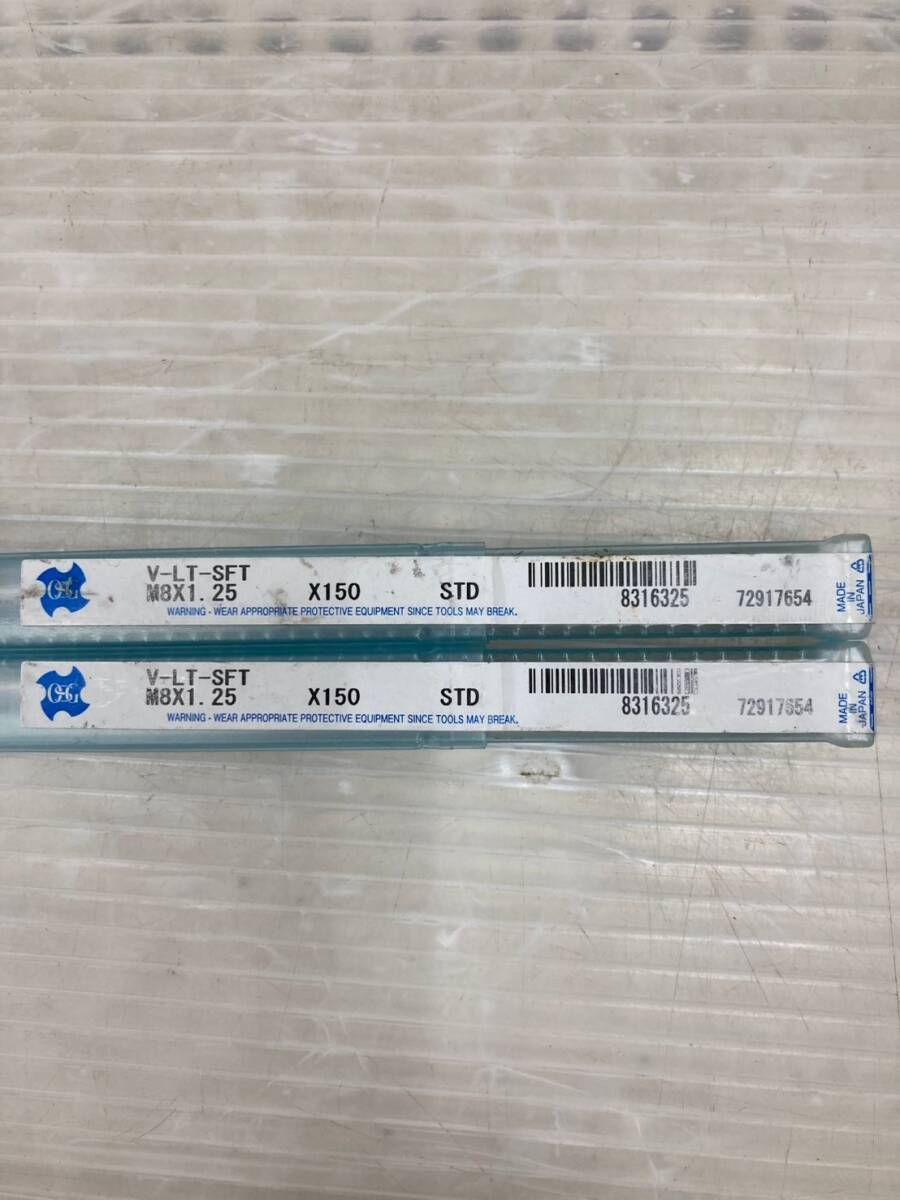 OSG
V-LT-SFT
M8X1.25 X150 STD
8316325 72917654
WARNING - WEAR APPROPRIATE PROTECTIVE EQUIPMENT SINCE TOOLS MAY BREAK.
MADE
IN
JAPAN
OSG
V-LT-SFT
M8X1.25 X150 STD
8316325 72917654
WARNING - WEAR APPROPRIATE PROTECTIVE EQUIPMENT SINCE TOOLS MAY BREAK.
MADE
IN
JAPAN